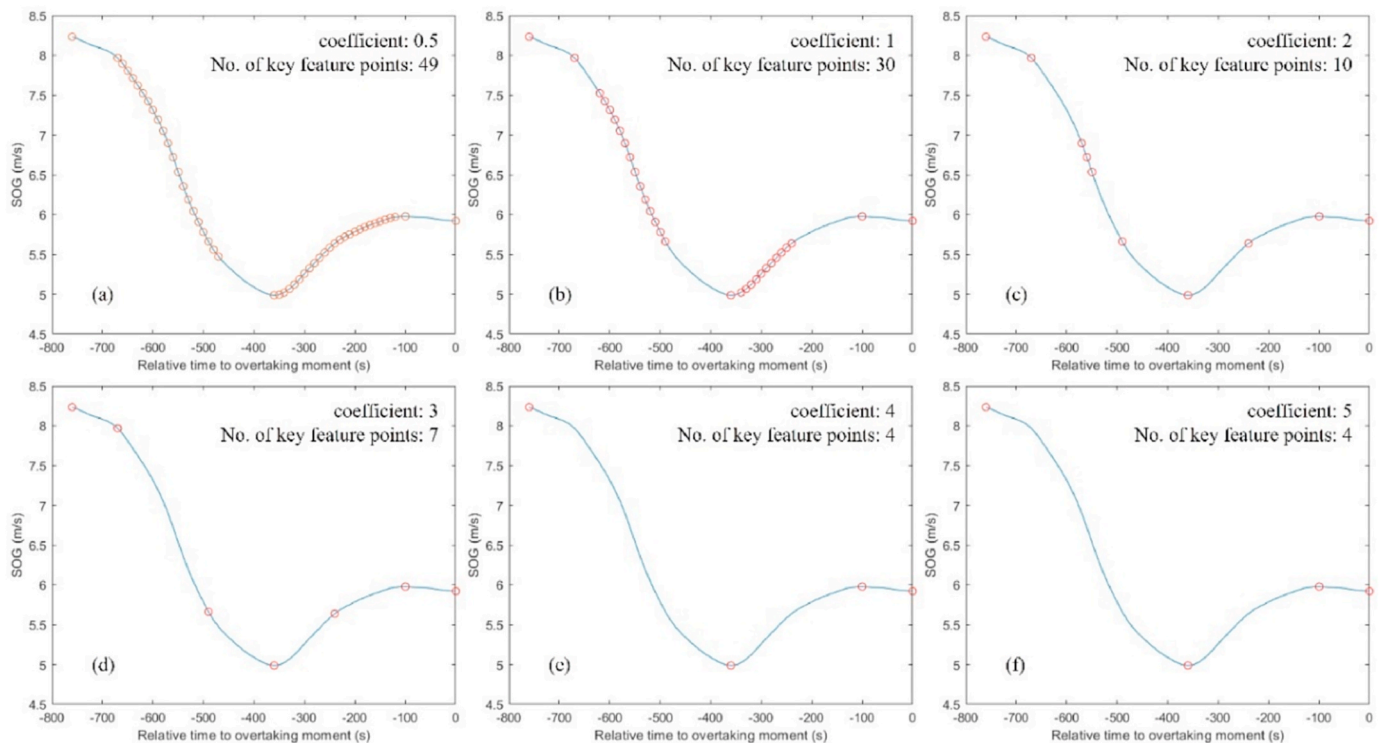 8.5
8
7.5
7
6.5
6
5.5
5
4.5
SOG (m/s)
coefficient: 0.5
No. of key feature points: 49
(a)
-800 -700 -600 -500 -400 -300 -200 -100 0
Relative time to overtaking moment (s)
8.5
8
7.5
7
6.5
6
5.5
5
4.5
SOG (m/s)
coefficient: 1
No. of key feature points: 30
(b)
-800 -700 -600 -500 -400 -300 -200 -100 0
Relative time to overtaking moment (s)
8.5
8
7.5
7
6.5
6
5.5
5
4.5
SOG (m/s)
coefficient: 2
No. of key feature points: 10
(c)
-800 -700 -600 -500 -400 -300 -200 -100 0
Relative time to overtaking moment (s)
8.5
8
7.5
7
6.5
6
5.5
5
4.5
SOG (m/s)
coefficient: 3
No. of key feature points: 7
(d)
-800 -700 -600 -500 -400 -300 -200 -100 0
Relative time to overtaking moment (s)
8.5
8
7.5
7
6.5
6
5.5
5
4.5
SOG (m/s)
coefficient: 4
No. of key feature points: 4
(e)
-800 -700 -600 -500 -400 -300 -200 -100 0
Relative time to overtaking moment (s)
8.5
8
7.5
7
6.5
6
5.5
5
4.5
SOG (m/s)
coefficient: 5
No. of key feature points: 4
(f)
-800 -700 -600 -500 -400 -300 -200 -100 0
Relative time to overtaking moment (s)